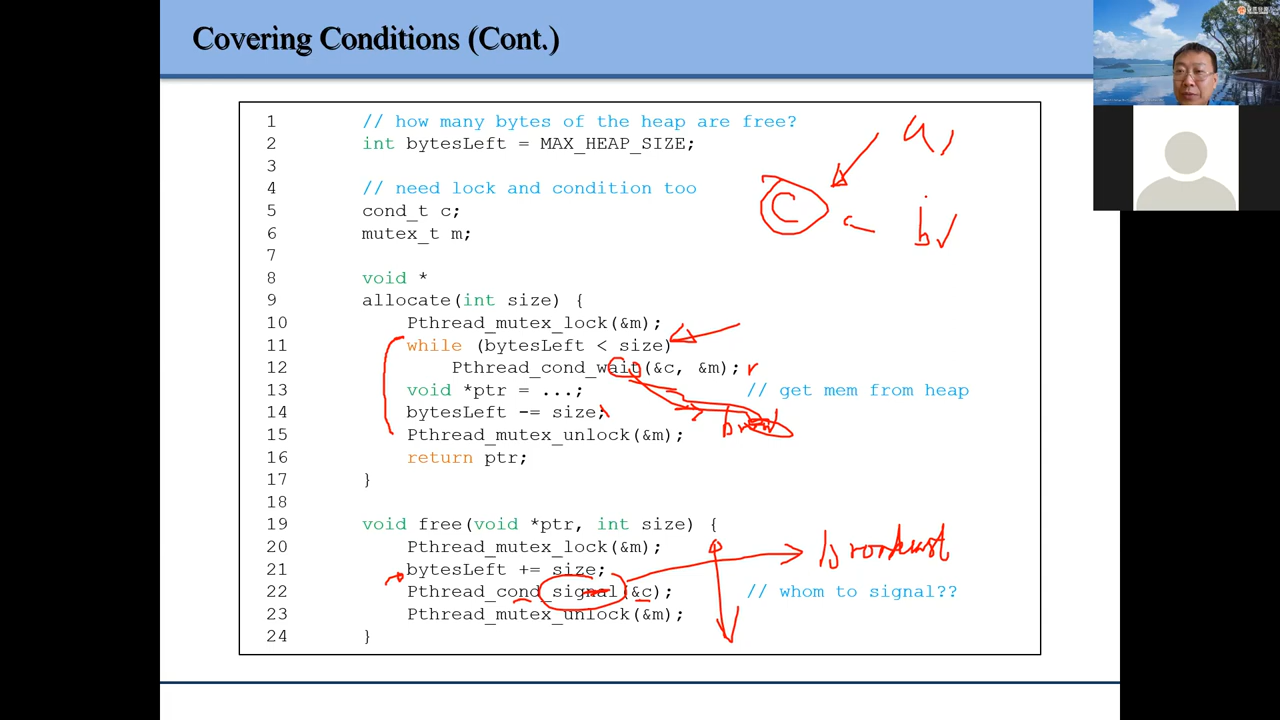 Covering Conditions (Cont.)
1 // how many bytes of the heap are free?
2 int bytesLeft = MAX_HEAP_SIZE;
3
4 // need lock and condition too
5 cond_t c;
6 mutex_t m;
7
8 void *
9 allocate(int size) {
10 Pthread_mutex_lock(&m);
11 while (bytesLeft < size)
12 Pthread_cond_wait(&c, &m);
13 void *ptr = ...; // get mem from heap
14 bytesLeft -= size;
15 Pthread_mutex_unlock(&m);
16 return ptr;
17 }
18
19 void free(void *ptr, int size) {
20 Pthread_mutex_lock(&m);
21 bytesLeft += size;
22 Pthread_cond_signal(&c); // whom to signal??
23 Pthread_mutex_unlock(&m);
24 }
a,
C
b
broadcast